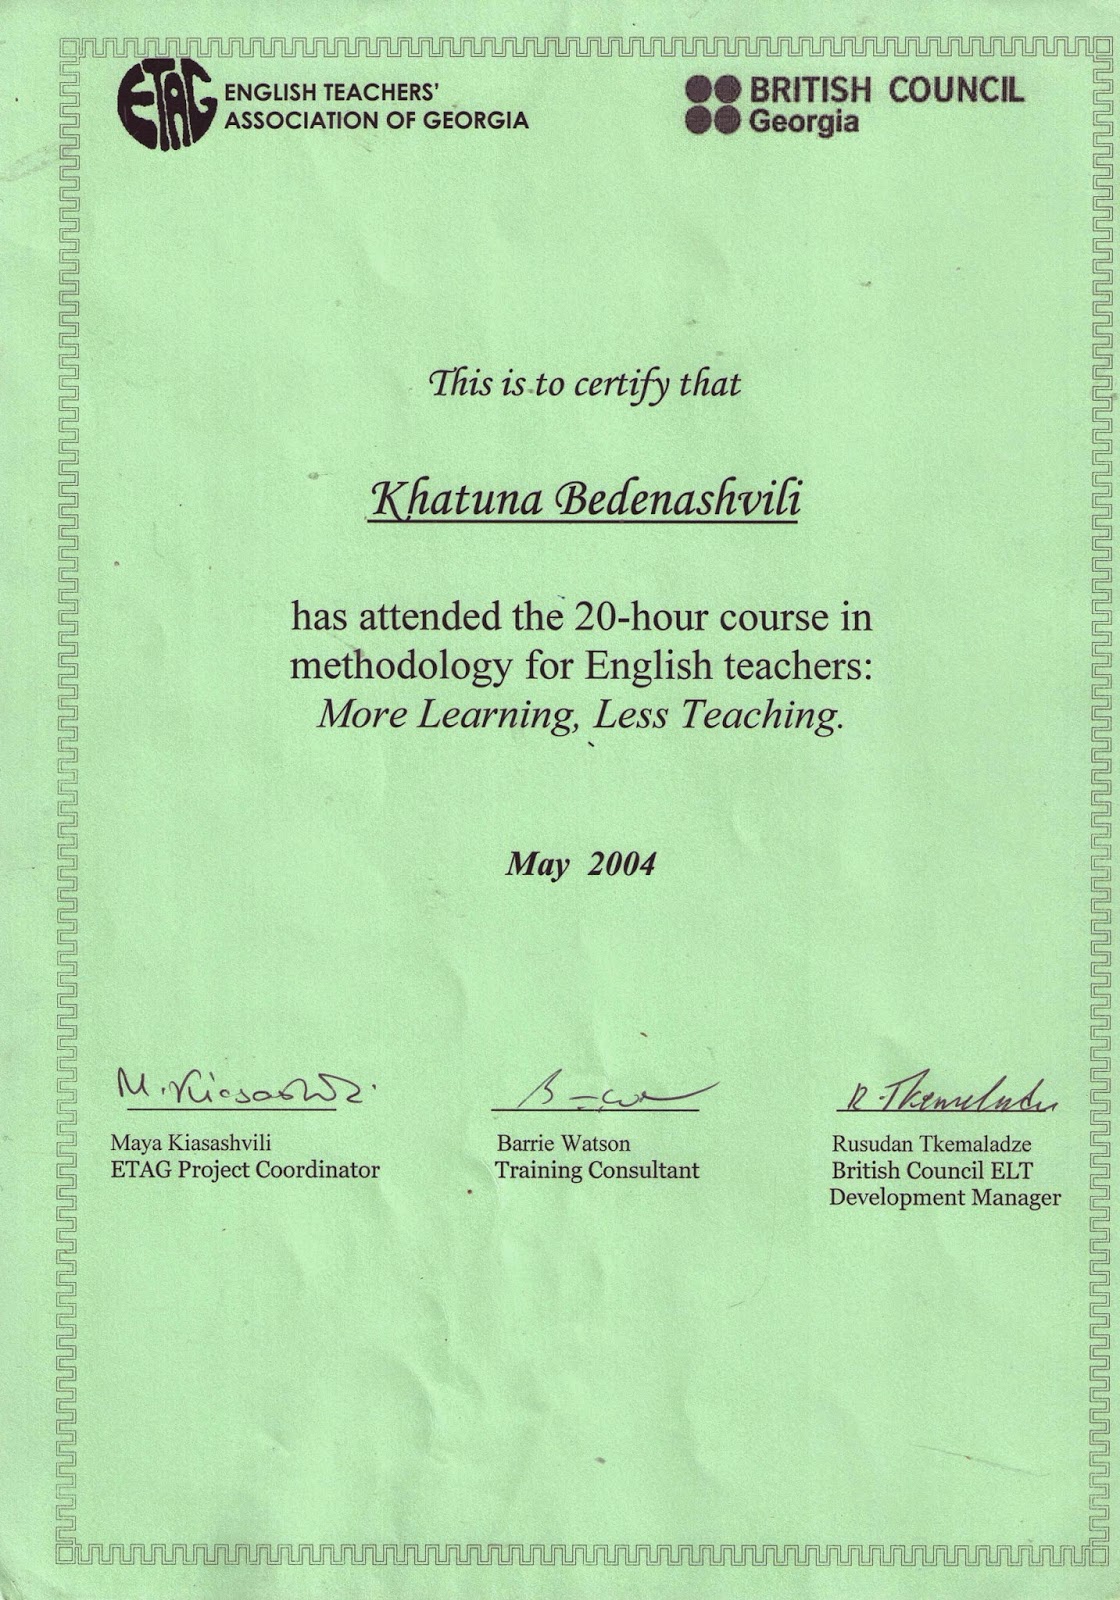 ETAG
ENGLISH TEACHERS'
ASSOCIATION OF GEORGIA
BRITISH COUNCIL
Georgia
This is to certify that
Khatuna Bedenashvili
has attended the 20-hour course in
methodology for English teachers:
More Learning, Less Teaching.
May 2004
M. Kiasashvili
R. Tkemaladze
Maya Kiasashvili
ETAG Project Coordinator
Barrie Watson
Training Consultant
Rusudan Tkemaladze
British Council ELT
Development Manager